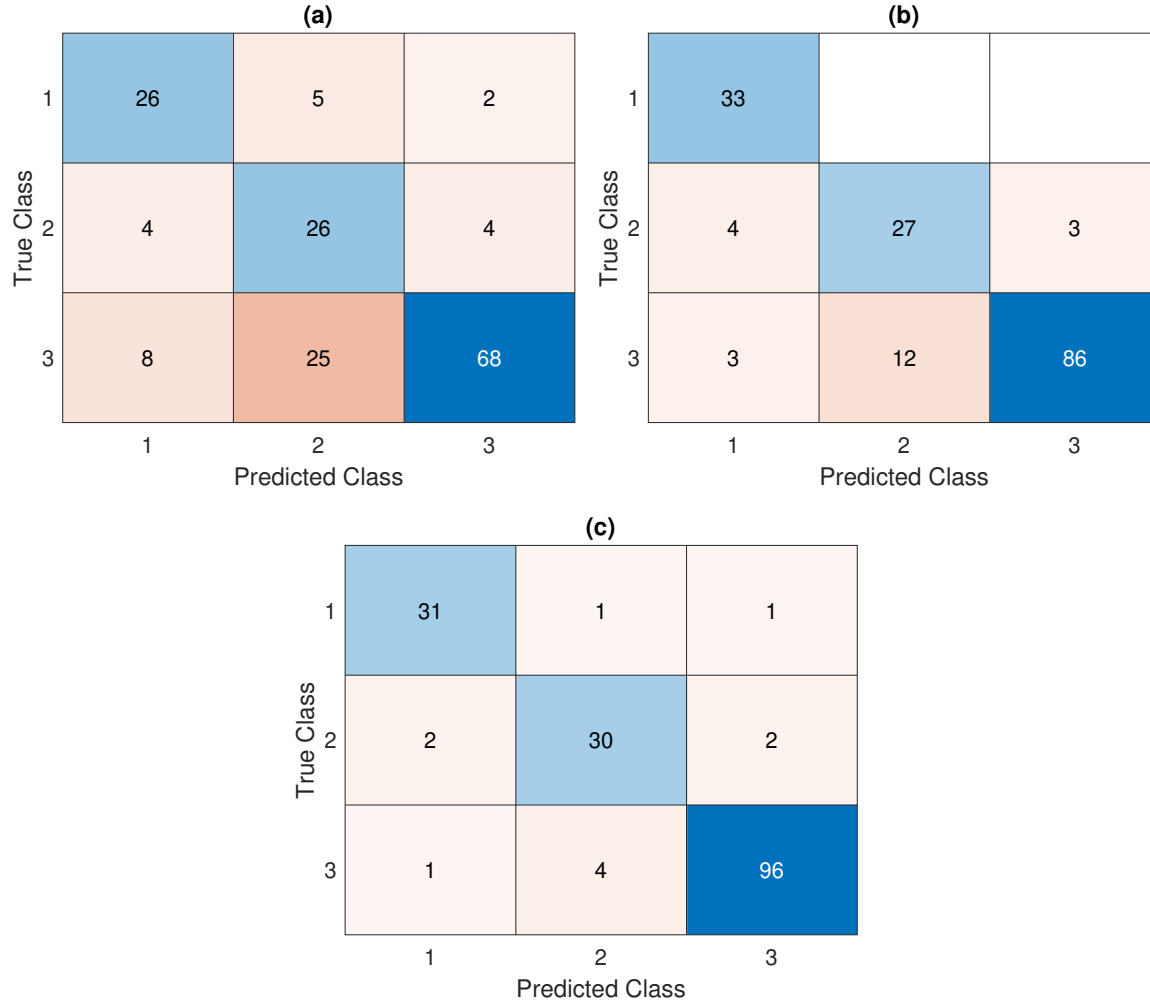 (a)
True Class
1 26 5 2
2 4 26 4
3 8 25 68
1 2 3
Predicted Class
(b)
True Class
1 33
2 4 27 3
3 3 12 86
1 2 3
Predicted Class
(c)
True Class
1 31 1 1
2 2 30 2
3 1 4 96
1 2 3
Predicted Class